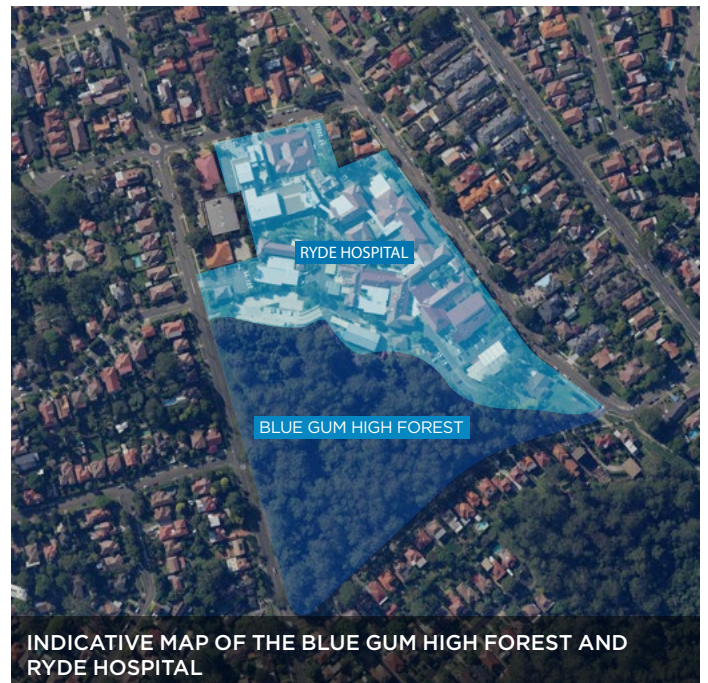 RYDE HOSPITAL
BLUE GUM HIGH FOREST
INDICATIVE MAP OF THE BLUE GUM HIGH FOREST AND
RYDE HOSPITAL